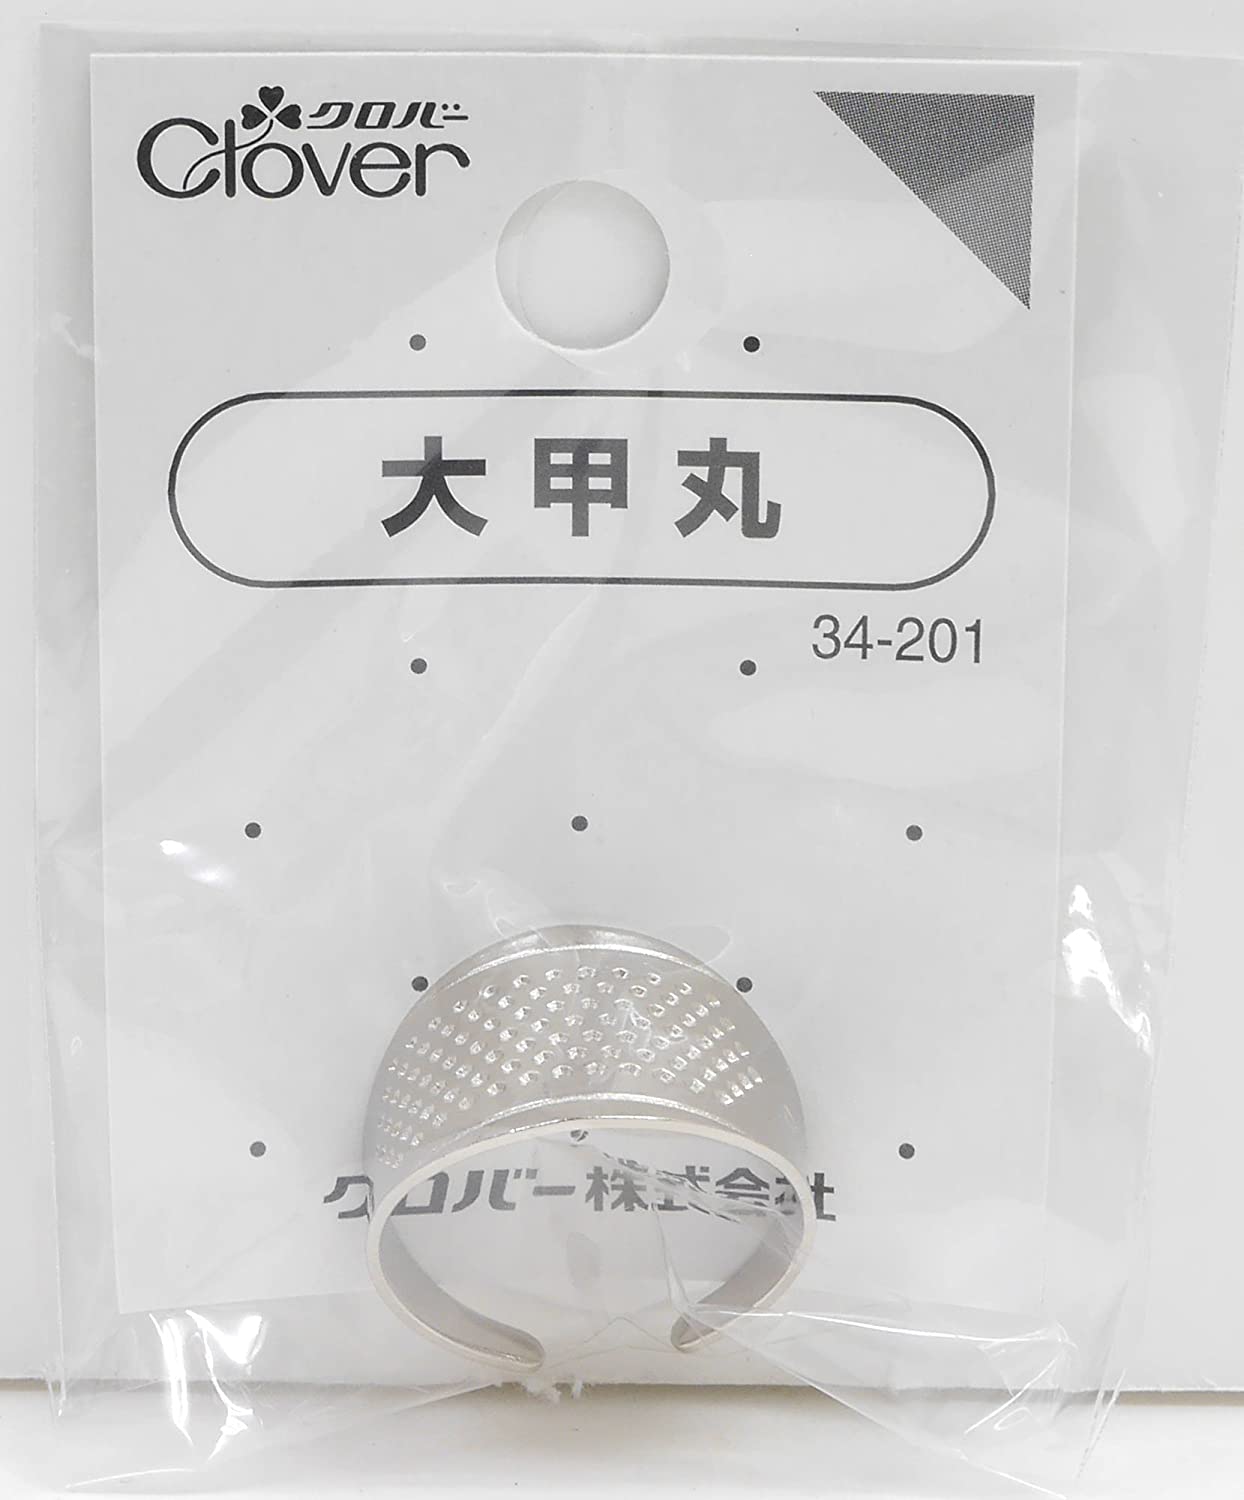 クロバー
Clover
大甲丸
34-201
クロバー株式会社